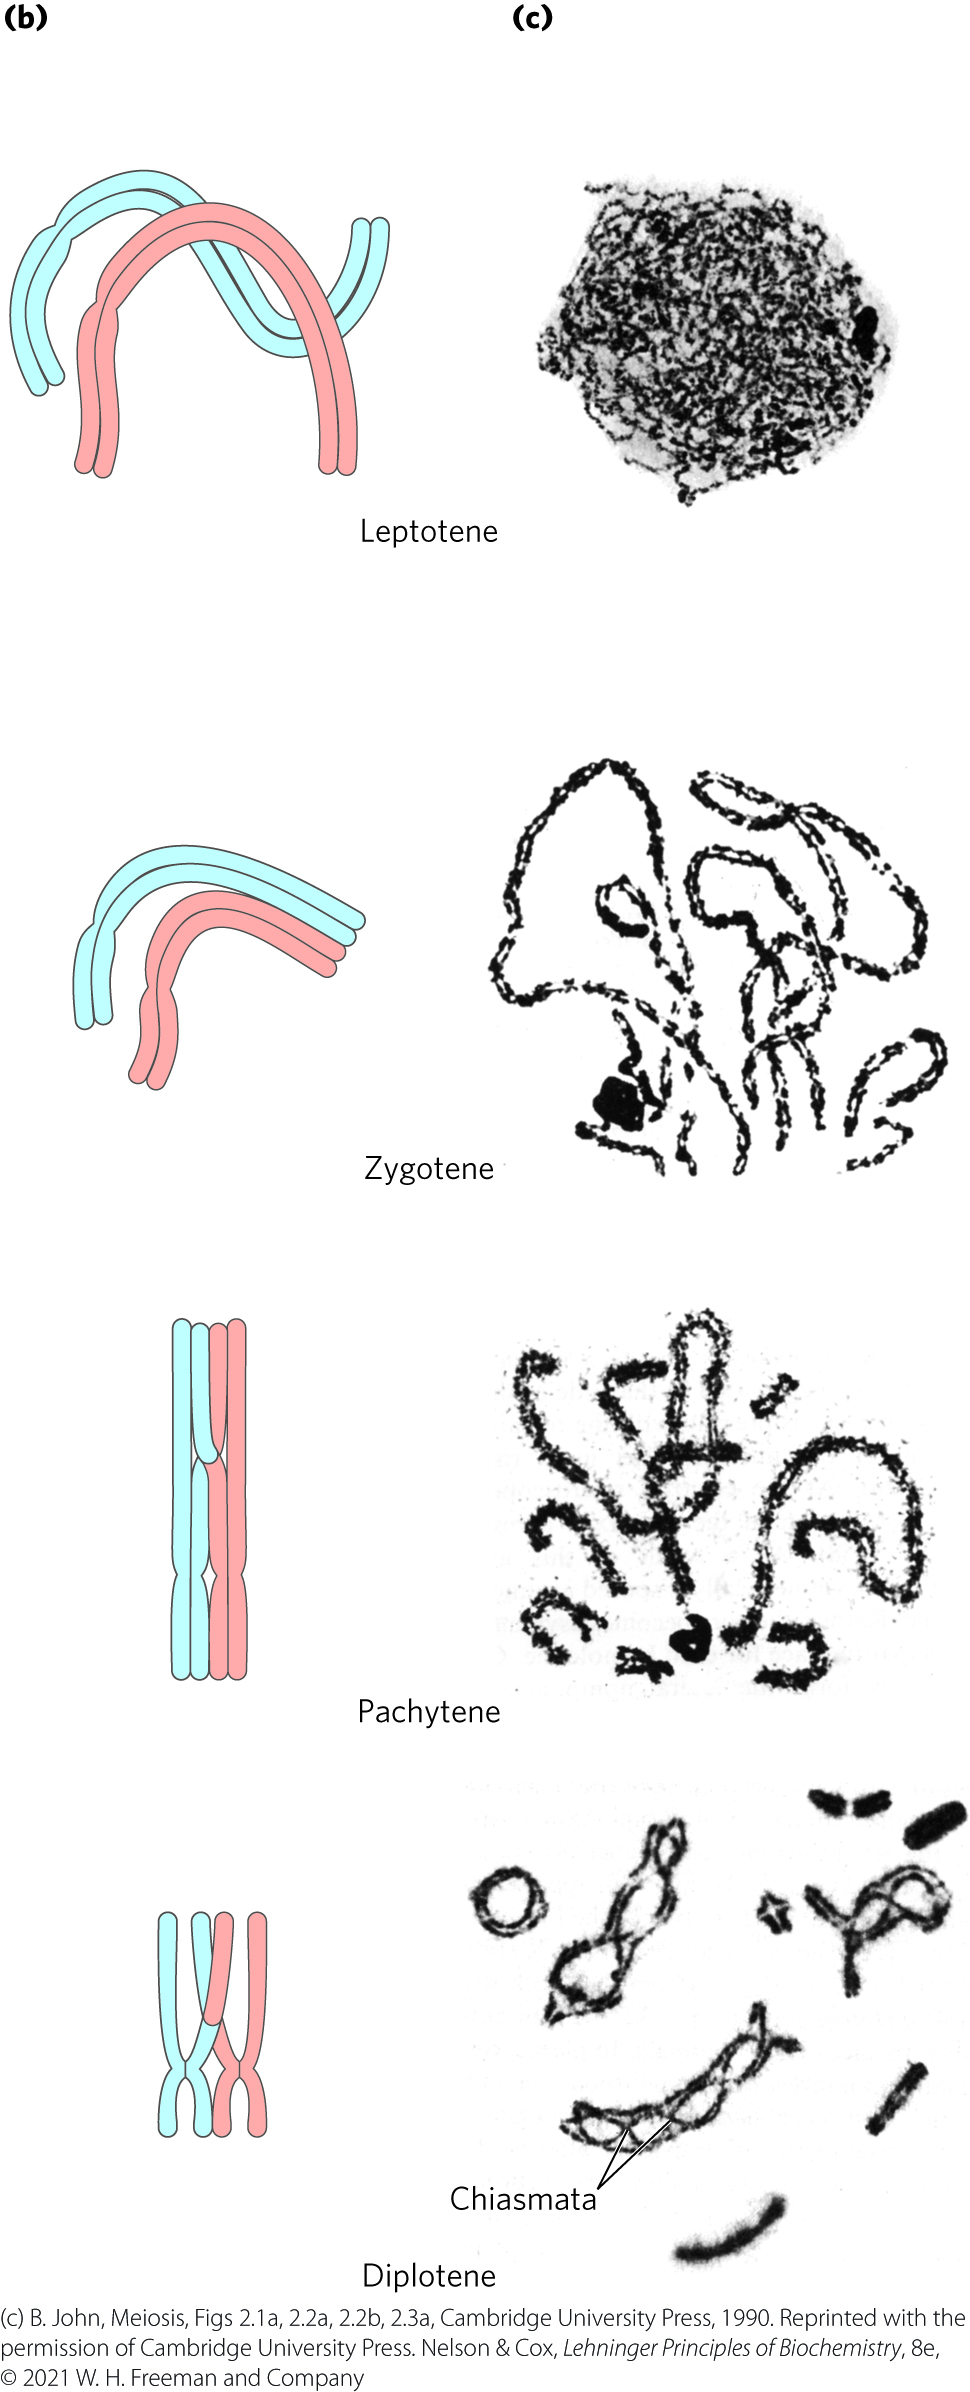 (b)
(c)
Leptotene
Zygotene
Pachytene
Chiasmata
Diplotene
(c) B. John, Meiosis, Figs 2.1a, 2.2a, 2.2b, 2.3a, Cambridge University Press, 1990. Reprinted with the
permission of Cambridge University Press. Nelson & Cox, Lehninger Principles of Biochemistry, 8e,
© 2021 W. H. Freeman and Company